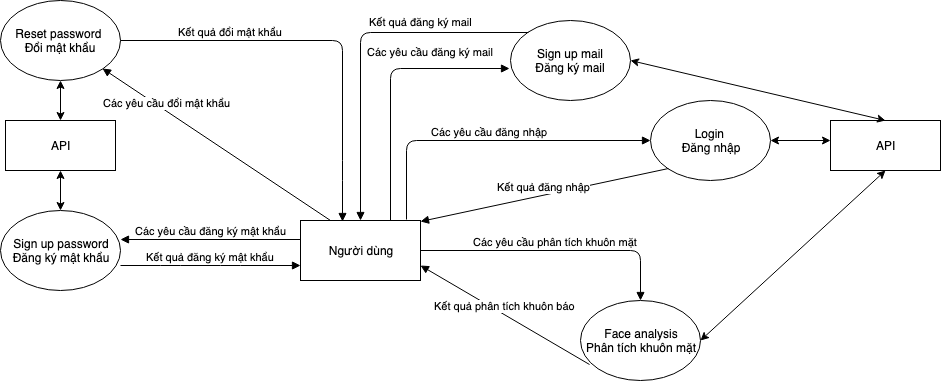 Reset password
Đổi mật khẩu
Kết quả đổi mật khẩu
Kết quả đăng ký mail
Các yêu cầu đăng ký mail
Sign up mail
Đăng ký mail
Các yêu cầu đổi mật khẩu
API
Các yêu cầu đăng nhập
Login
Đăng nhập
API
Kết quả đăng nhập
Sign up password
Đăng ký mật khẩu
Các yêu cầu đăng ký mật khẩu
Kết quả đăng ký mật khẩu
Người dùng
Các yêu cầu phân tích khuôn mặt
Kết quả phân tích khuôn báo
Face analysis
Phân tích khuôn mặt